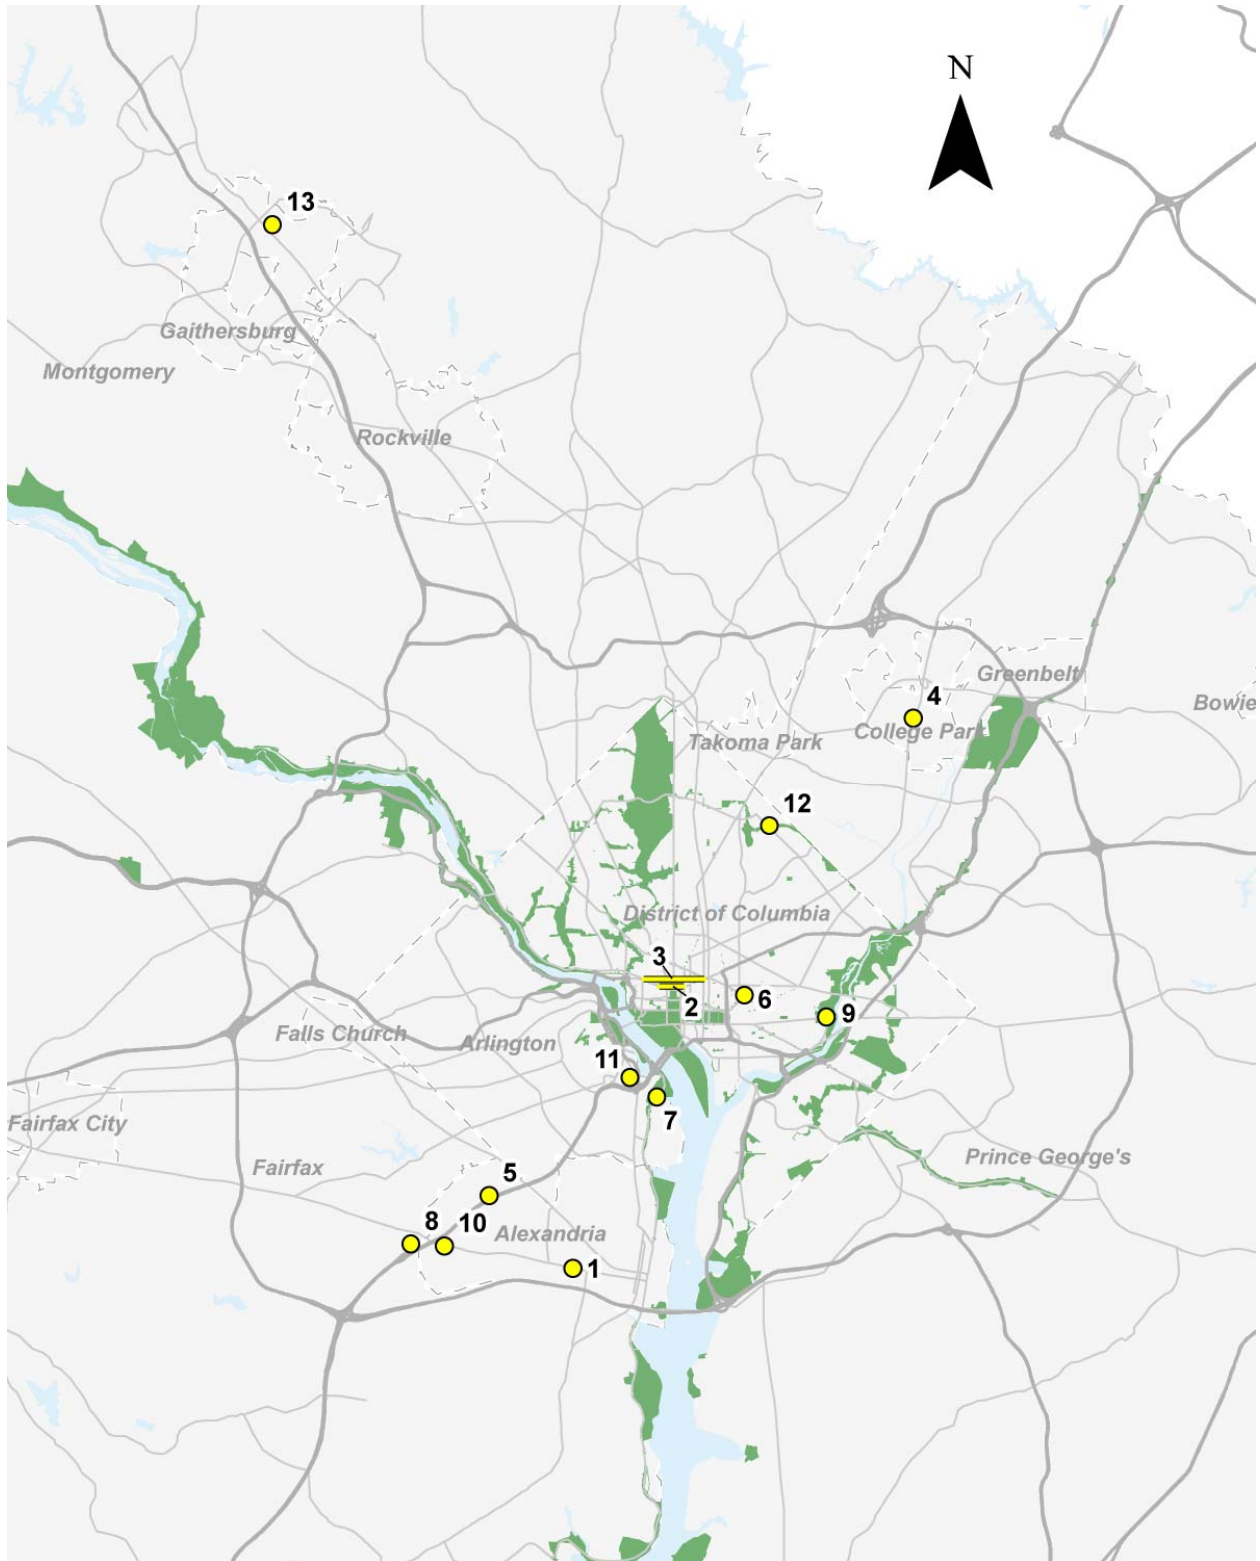 N
13
Gaithersburg
Montgomery
Rockville
Greenbelt
4
Bowie
College Park
Takoma Park
12
District of Columbia
3
6
2
9
Falls Church
Arlington
11
7
Fairfax City
Prince George's
Fairfax
5
8
10
Alexandria
1